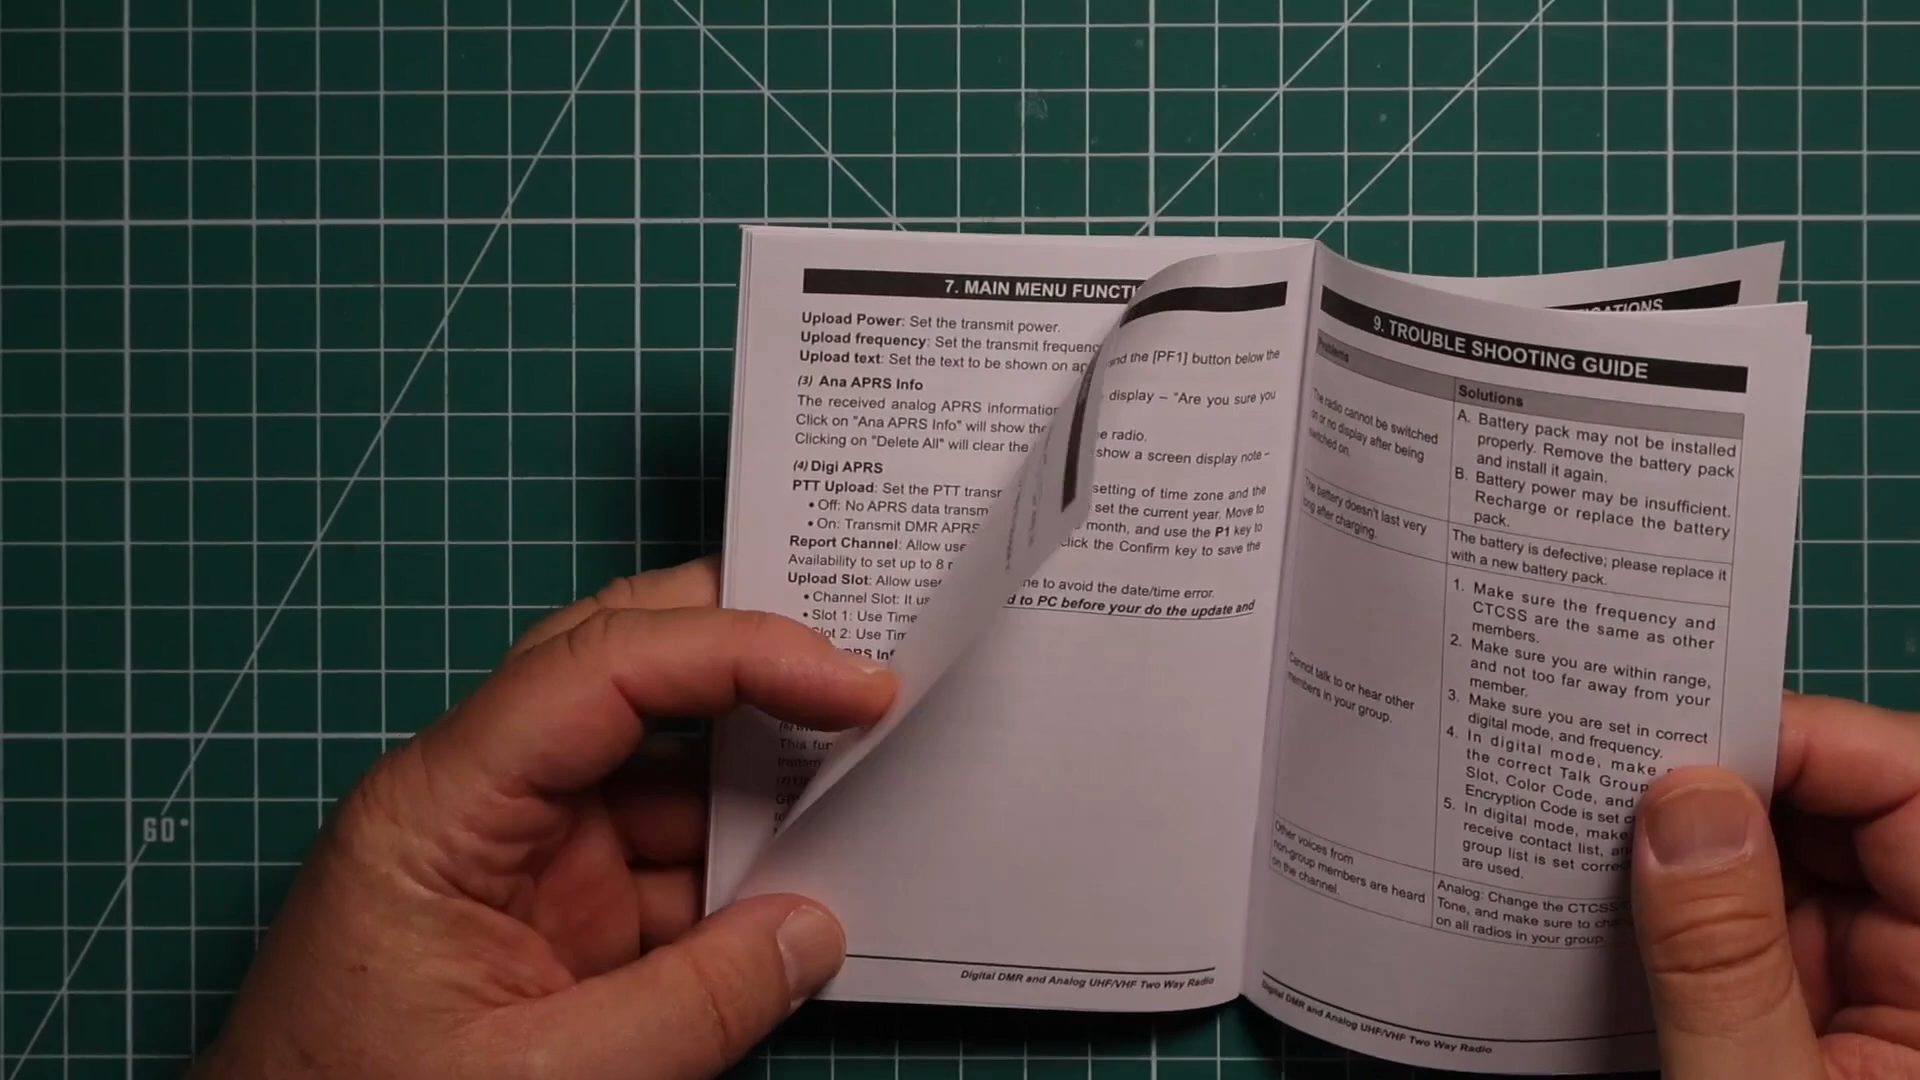 7. MAIN MENU FUNCTI
Upload Power: Set the transmit power.
Upload frequency: Set the transmit frequenc
Upload text: Set the text to be shown on ap
(3) Ana APRS Info
The received analog APRS information
Click on "Ana APRS Info" will show the
Clicking on "Delete All" will clear the
(4) Digi APRS
PTT Upload: Set the PTT transm
• Off: No APRS data transm
• On: Transmit DMR APRS
Report Channel: Allow use
Availability to set up to 8 r
Upload Slot: Allow user
• Channel Slot: It us
• Slot 1: Use Time
Slot 2: Use Tim
APRS Inf
This fur
transm
and the [PF1] button below the
display – "Are you sure you
e radio.
show a screen display note –
setting of time zone and the
set the current year. Move to
month, and use the P1 key to
click the Confirm key to save the
ne to avoid the date/time error.
d to PC before your do the update and
Digital DMR and Analog UHF/VHF Two Way Radio
CATIONS
9. TROUBLE SHOOTING GUIDE
Problems
Solutions
The radio cannot be switched
on or no display after being
switched on.
A. Battery pack may not be installed
properly. Remove the battery pack
and install it again.
B. Battery power may be insufficient.
Recharge or replace the battery
pack.
The battery doesn't last very
long after charging.
The battery is defective; please replace it
with a new battery pack.
Cannot talk to or hear other
members in your group.
1. Make sure the frequency and
CTCSS are the same as other
members.
2. Make sure you are within range,
and not too far away from your
member.
3. Make sure you are set in correct
digital mode, and frequency.
4. In digital mode, make
the correct Talk Group
Slot, Color Code, and
Encryption Code is set c
5. In digital mode, make
receive contact list, an
group list is set corre
are used.
Other voices from
non-group members are heard
on the channel.
Analog: Change the CTCSS
Tone, and make sure to ch
on all radios in your group.
Digital DMR and Analog UHF/VHF Two Way Radio
60°